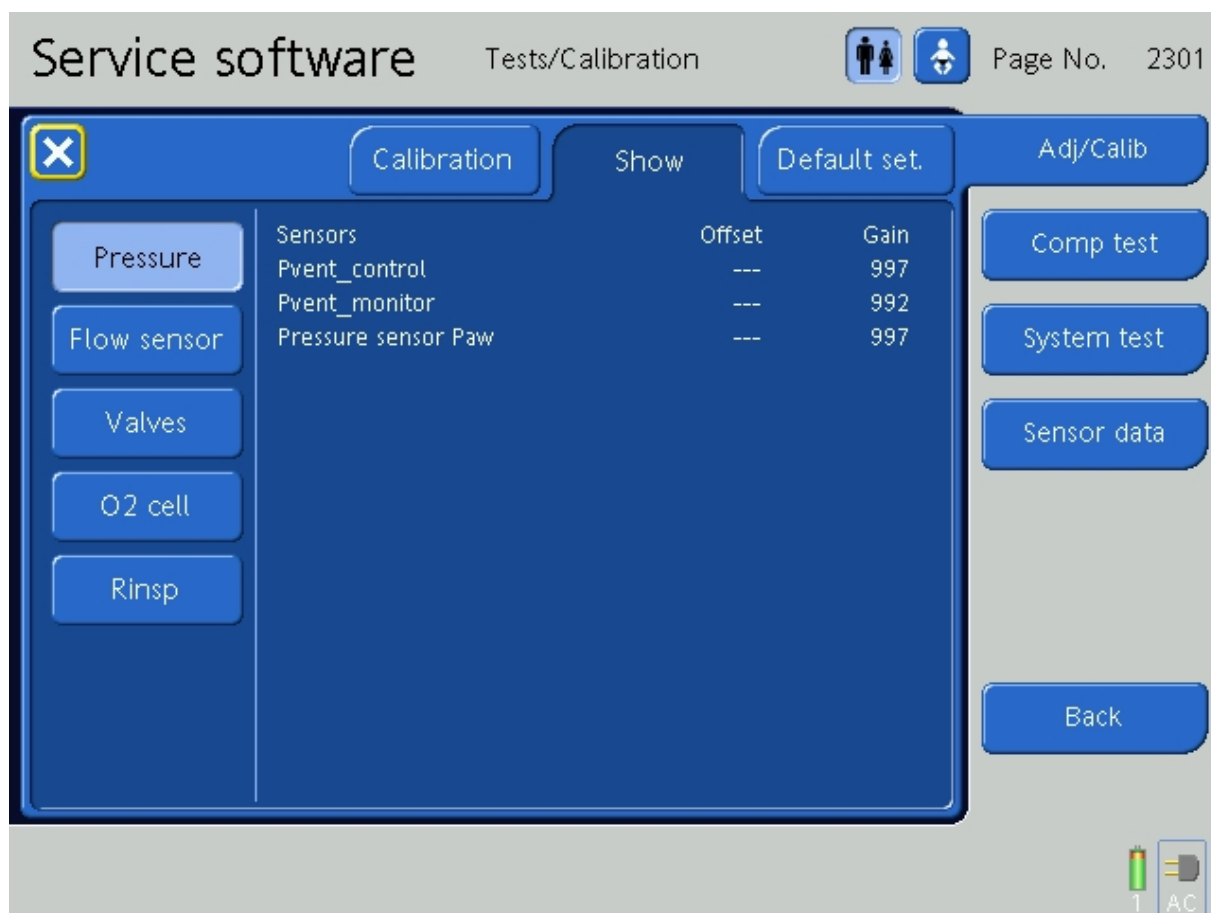 Service software Tests/Calibration Page No. 2301
Calibration Show Default set. Adj/Calib
Pressure
Flow sensor
Valves
O2 cell
Rinsp
Sensors Offset Gain
Pvent_control --- 997
Pvent_monitor --- 992
Pressure sensor Paw --- 997
Comp test
System test
Sensor data
Back
1 AC